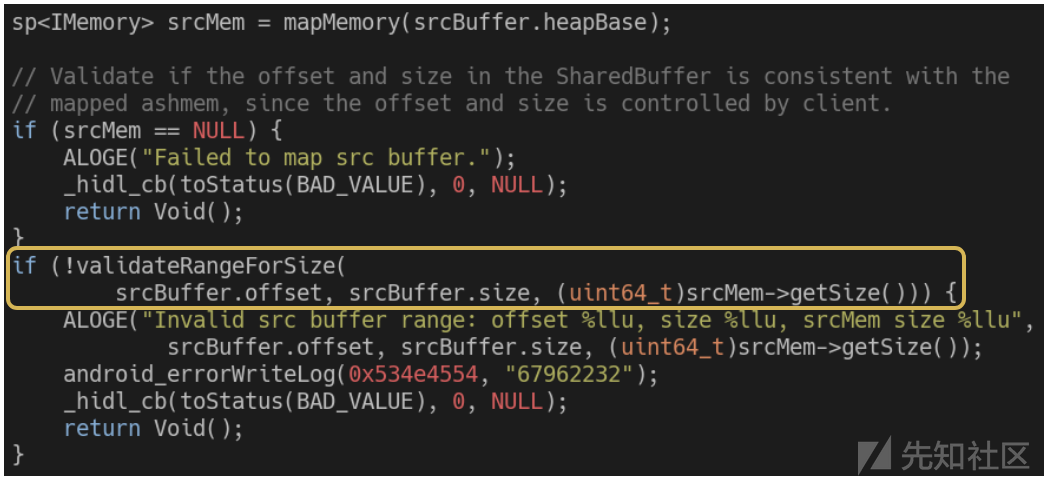 sp<IMemory> srcMem = mapMemory(srcBuffer.heapBase);
// Validate if the offset and size in the SharedBuffer is consistent with the
// mapped ashmem, since the offset and size is controlled by client.
if (srcMem == NULL) {
    ALOGE("Failed to map src buffer.");
    _hidl_cb(toStatus(BAD_VALUE), 0, NULL);
    return Void();
}
if (!validateRangeForSize(
        srcBuffer.offset, srcBuffer.size, (uint64_t)srcMem->getSize())) {
    ALOGE("Invalid src buffer range: offset %llu, size %llu, srcMem size %llu",
            srcBuffer.offset, srcBuffer.size, (uint64_t)srcMem->getSize());
    android_errorWriteLog(0x534e4554, "67962232");
    _hidl_cb(toStatus(BAD_VALUE), 0, NULL);
    return Void();
}
先知社区